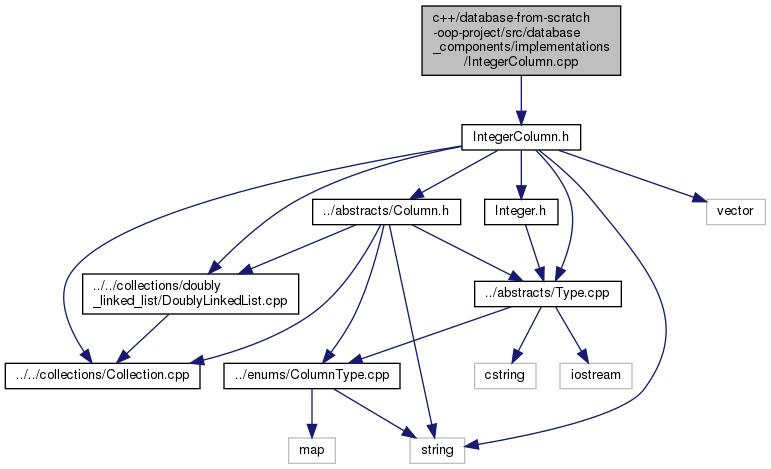 c++/database-from-scratch
-oop-project/src/database
_components/implementations
/IntegerColumn.cpp
IntegerColumn.h
../abstracts/Column.h
Integer.h
vector
../../collections/doubly
_linked_list/DoublyLinkedList.cpp
../abstracts/Type.cpp
../../collections/Collection.cpp
../enums/ColumnType.cpp
cstring
iostream
map
string